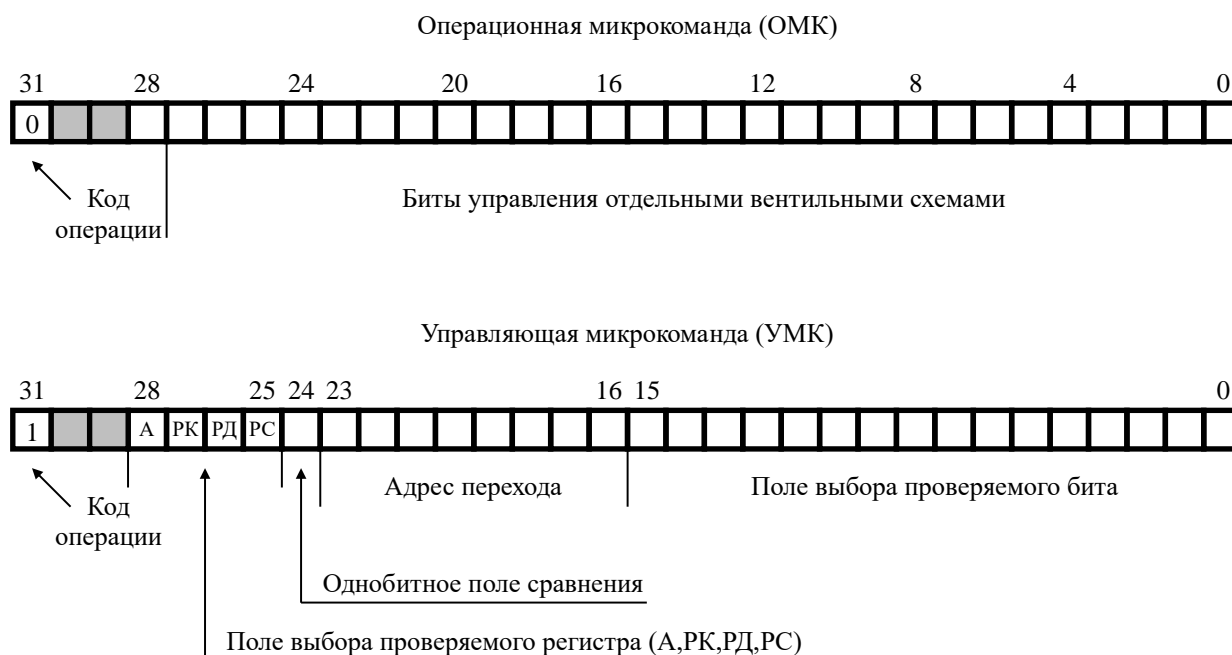 Операционная микрокоманда (ОМК)
31 28 24 20 16 12 8 4 0
0
Код операции
Биты управления отдельными вентильными схемами
Управляющая микрокоманда (УМК)
31 28 25 24 23 16 15 0
1 А РК РД РС
Код операции
Адрес перехода
Поле выбора проверяемого бита
Однобитное поле сравнения
Поле выбора проверяемого регистра (А,РК,РД,РС)